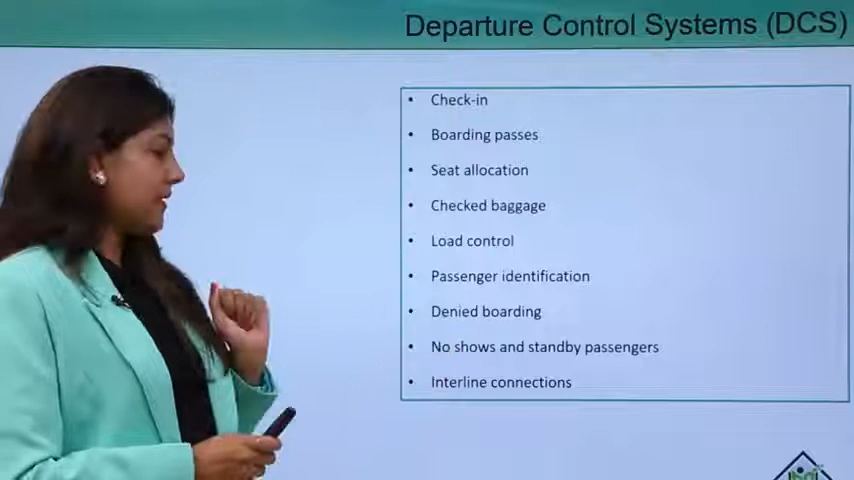 Departure Control Systems (DCS)
• Check-in
• Boarding passes
• Seat allocation
• Checked baggage
• Load control
• Passenger identification
• Denied boarding
• No shows and standby passengers
• Interline connections